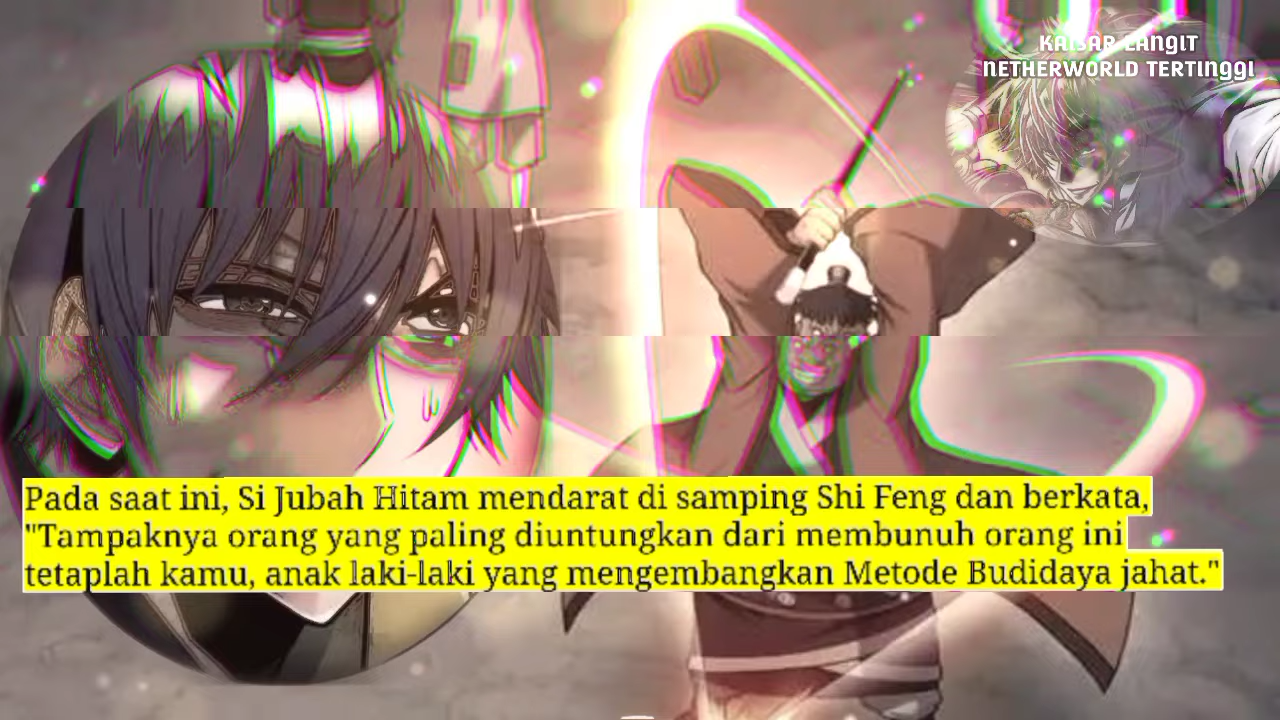 KAISAR LANGIT
NETHERWORLD TERTINGGI
Pada saat ini, Si Jubah Hitam mendarat di samping Shi Feng dan berkata,
"Tampaknya orang yang paling diuntungkan dari membunuh orang ini
tetaplah kamu, anak laki-laki yang mengembangkan Metode Budidaya jahat."